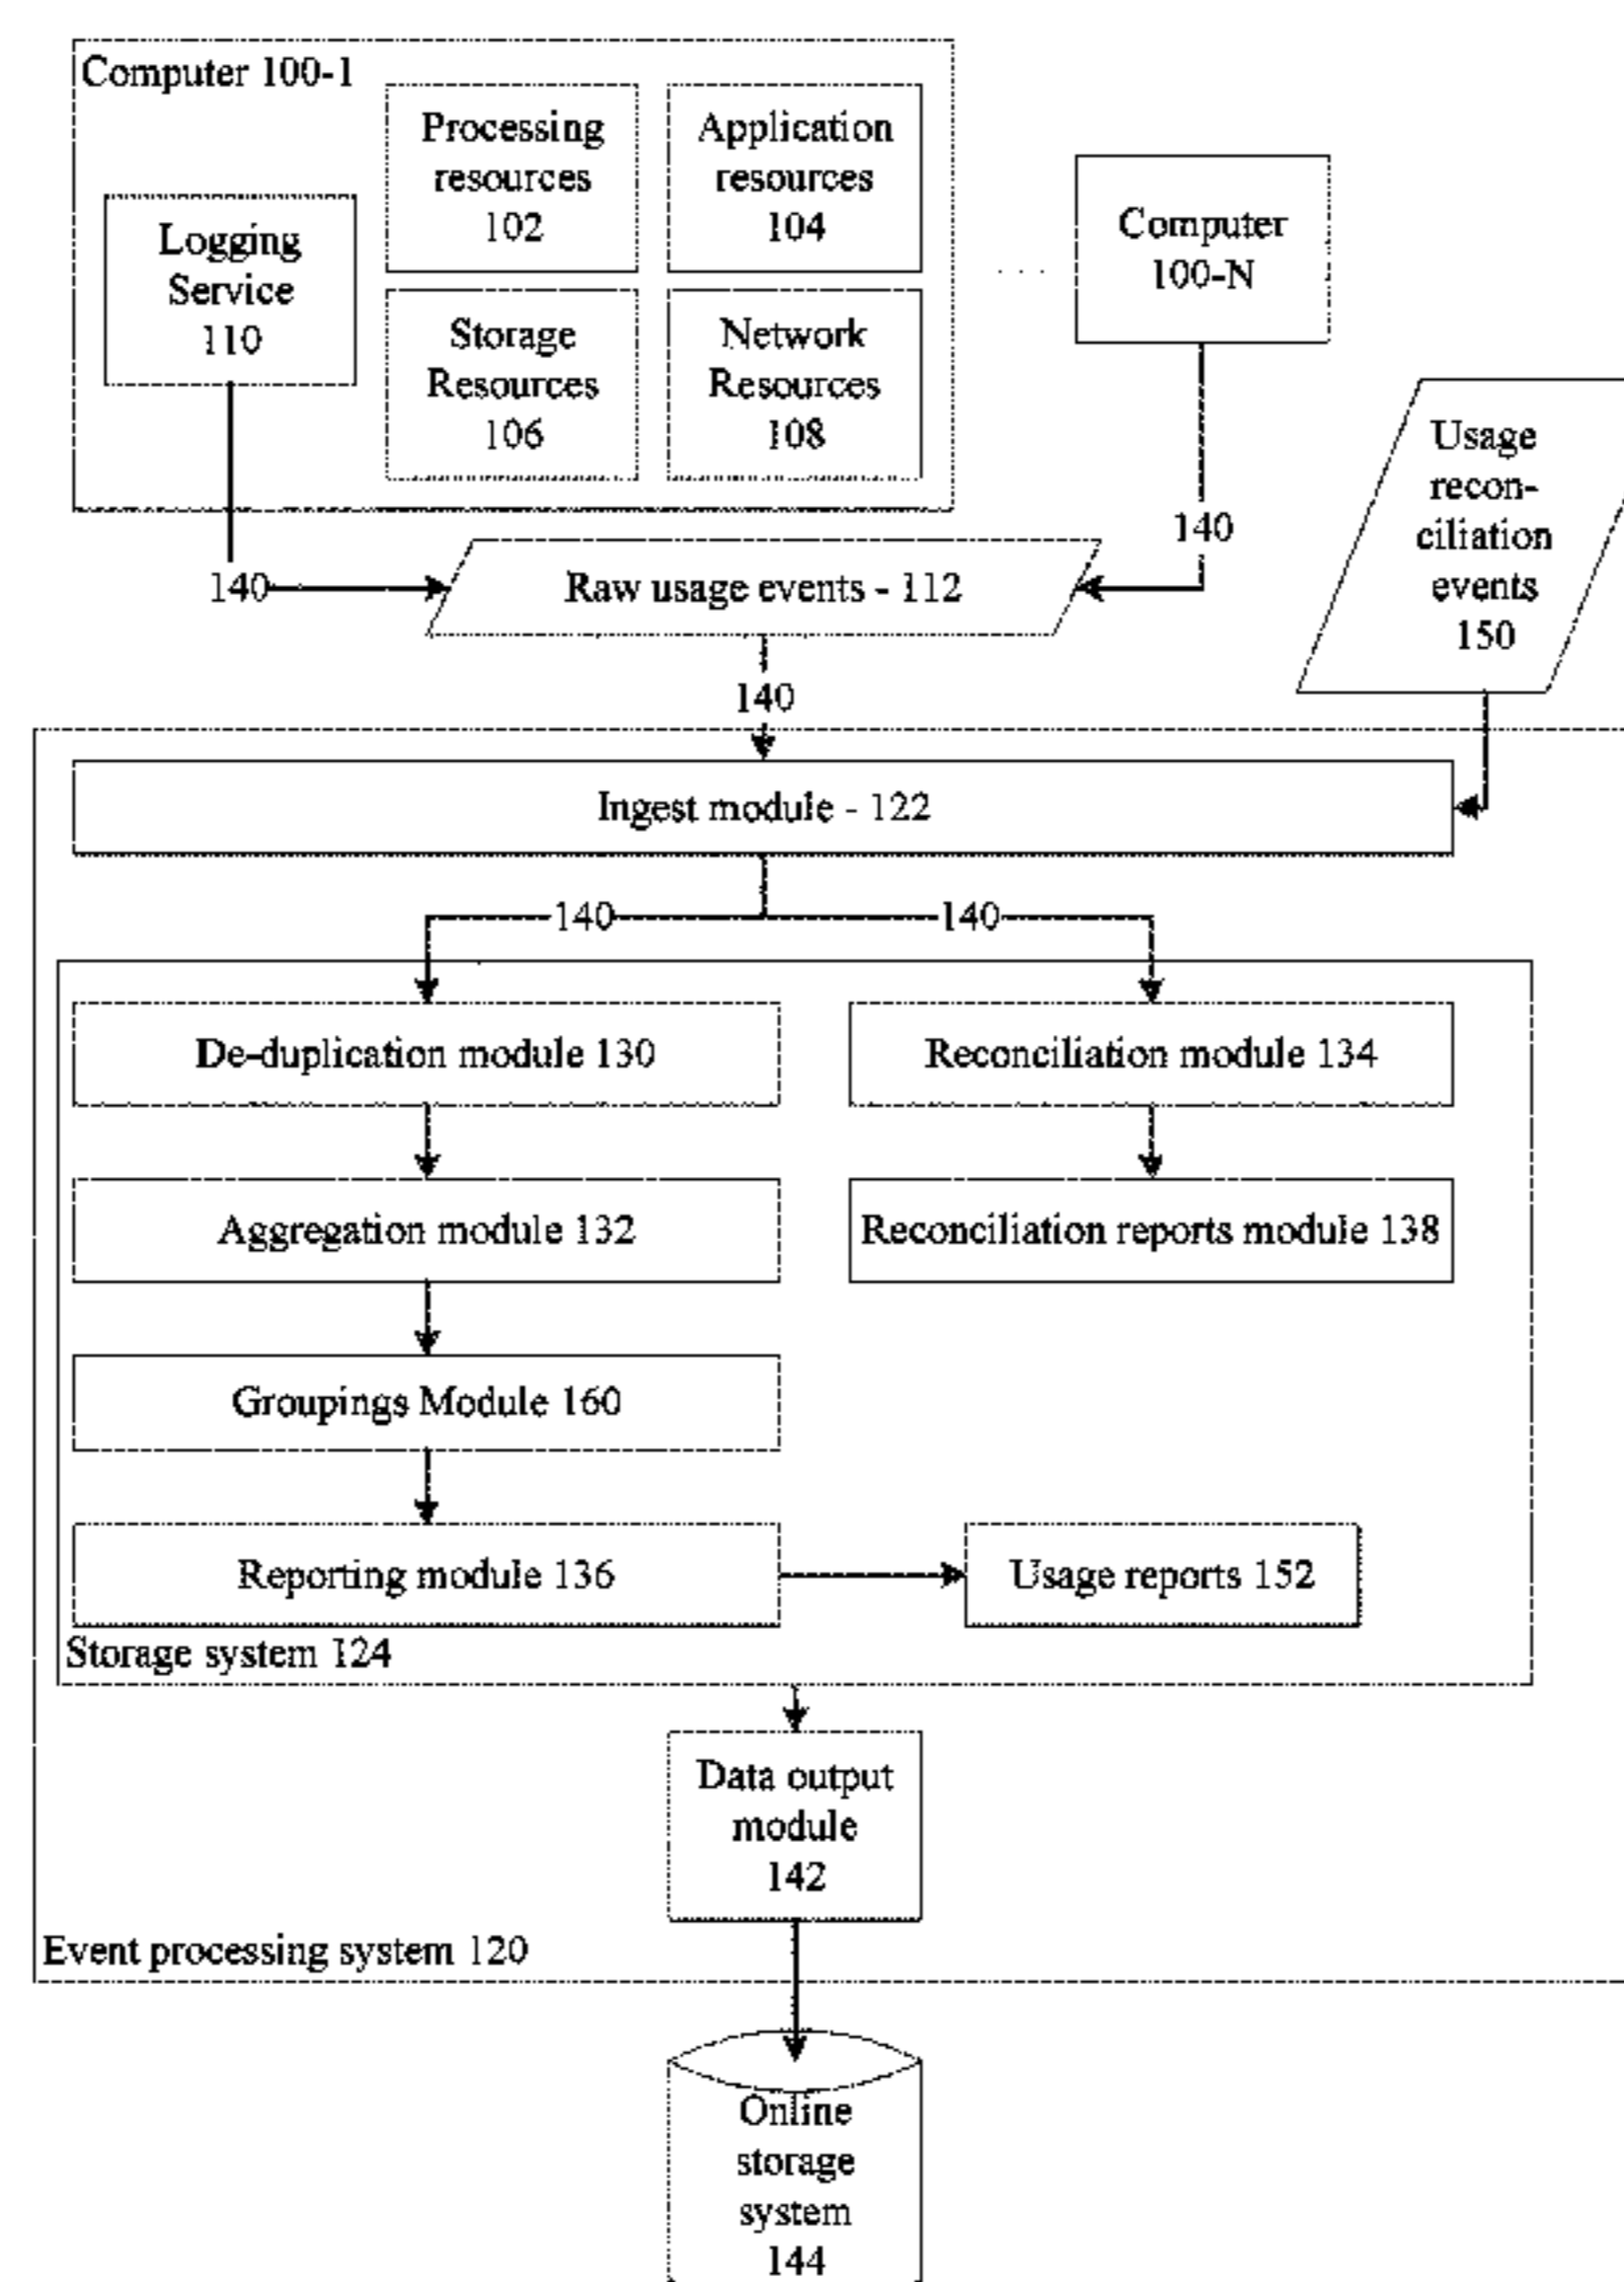 Computer 100-1
Processing
resources
102
Application
resources
104
Logging
Service
110
Storage
Resources
106
Network
Resources
108
. . .
Computer
100-N
Usage
recon-
ciliation
events
150
140
140
Raw usage events - 112
140
Ingest module - 122
140
140
De-duplication module 130
Reconciliation module 134
Aggregation module 132
Reconciliation reports module 138
Groupings Module 160
Reporting module 136
Usage reports 152
Storage system 124
Data output
module
142
Event processing system 120
Online
storage
system
144